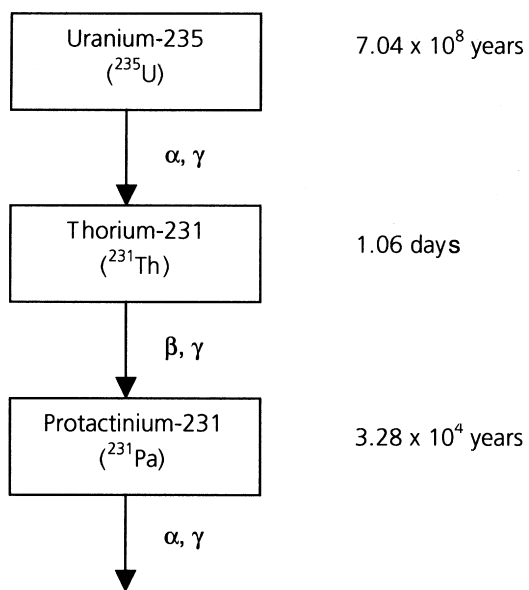 Uranium-235 7.04 x 10⁸ years
(²³⁵U)
α, γ
Thorium-231 1.06 days
(²³¹Th)
β, γ
Protactinium-231 3.28 x 10⁴ years
(²³¹Pa)
α, γ